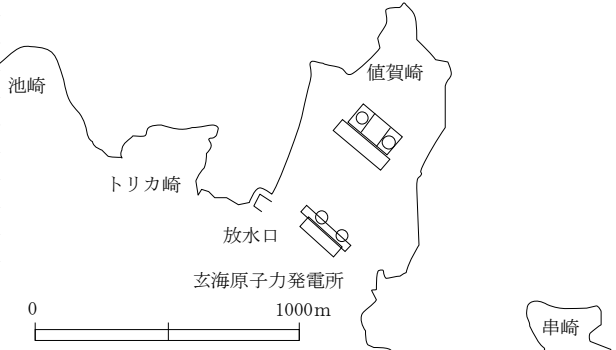 値賀崎
池崎
トリカ崎
放水口
玄海原子力発電所
0 1000m
串崎